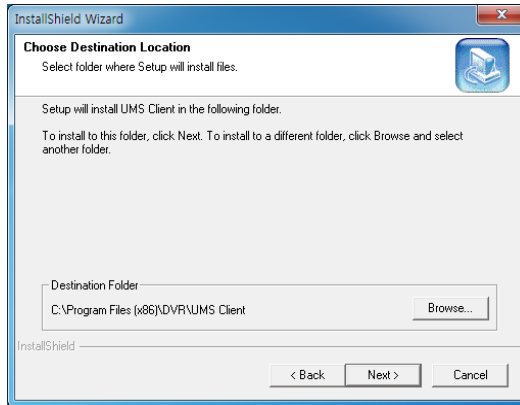 InstallShield Wizard
Choose Destination Location
Select folder where Setup will install files.
Setup will install UMS Client in the following folder.
To install to this folder, click Next. To install to a different folder, click Browse and select
another folder.
Destination Folder
C:\Program Files (x86)\DVR\UMS Client
Browse...
InstallShield
< Back
Next >
Cancel